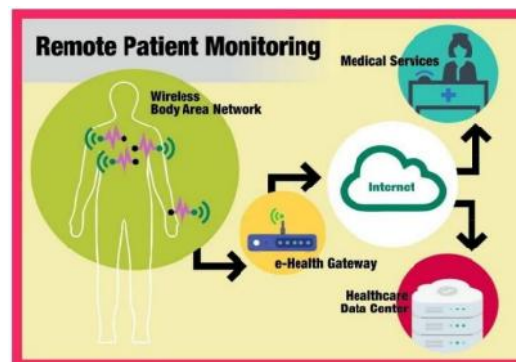 Remote Patient Monitoring
Medical Services
Wireless
Body Area Network
Internet
e-Health Gateway
Healthcare
Data Center